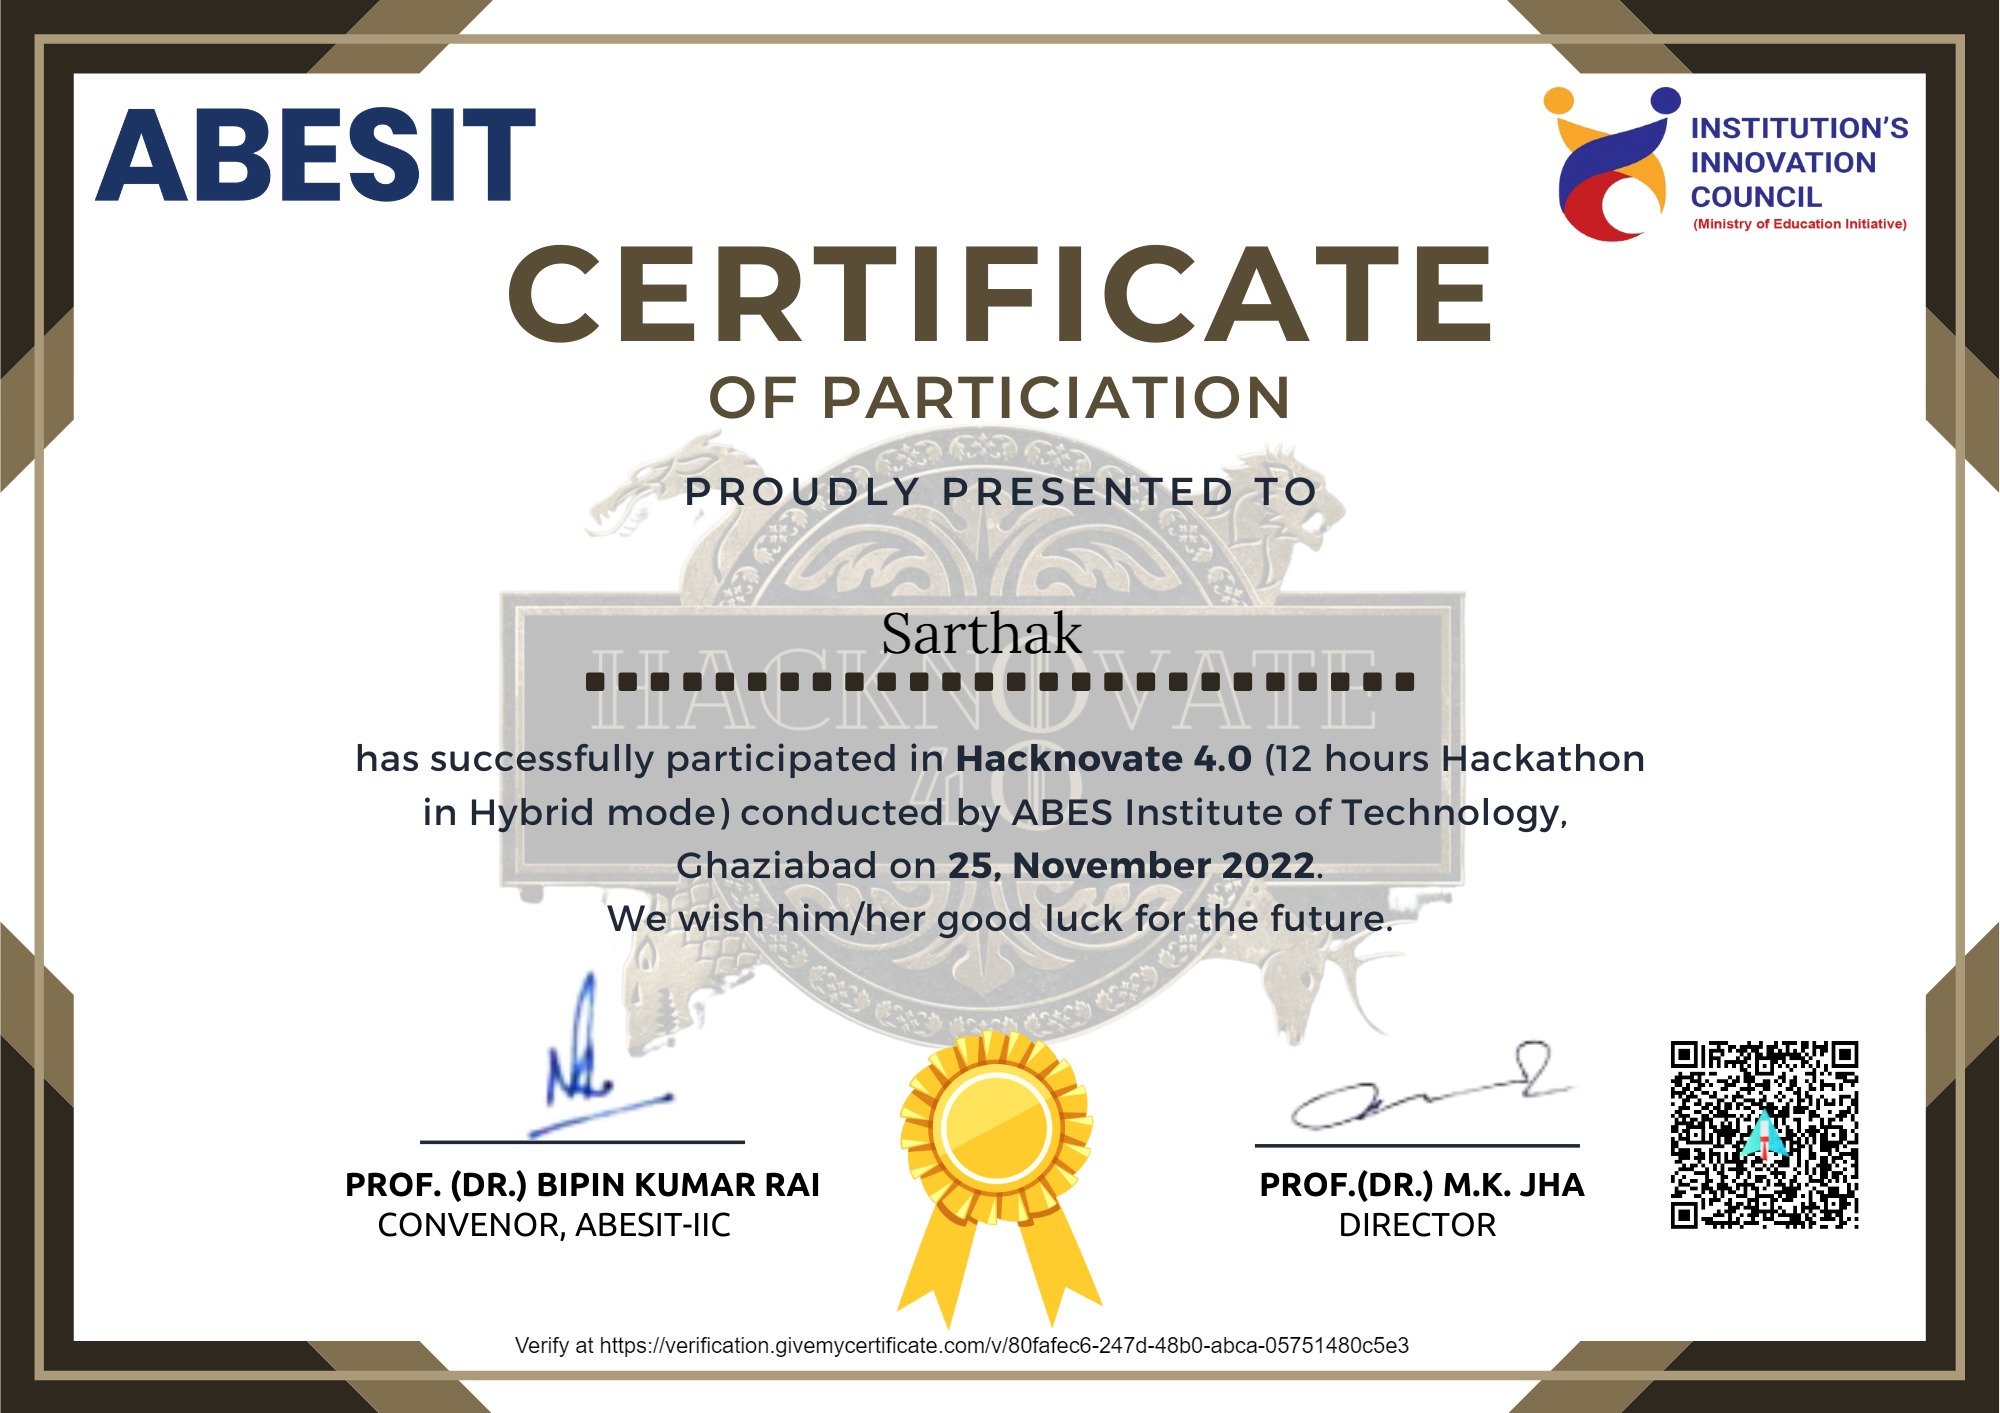 ABESIT
INSTITUTION'S
INNOVATION
COUNCIL
(Ministry of Education Initiative)
CERTIFICATE
OF PARTICIATION
PROUDLY PRESENTED TO
Sarthak
HACKNOVATE
4.0
has successfully participated in Hacknovate 4.0 (12 hours Hackathon
in Hybrid mode) conducted by ABES Institute of Technology,
Ghaziabad on 25, November 2022.
We wish him/her good luck for the future.
PROF. (DR.) BIPIN KUMAR RAI
CONVENOR, ABESIT-IIC
PROF.(DR.) M.K. JHA
DIRECTOR
Verify at https://verification.givemycertificate.com/v/80fafec6-247d-48b0-abca-05751480c5e3